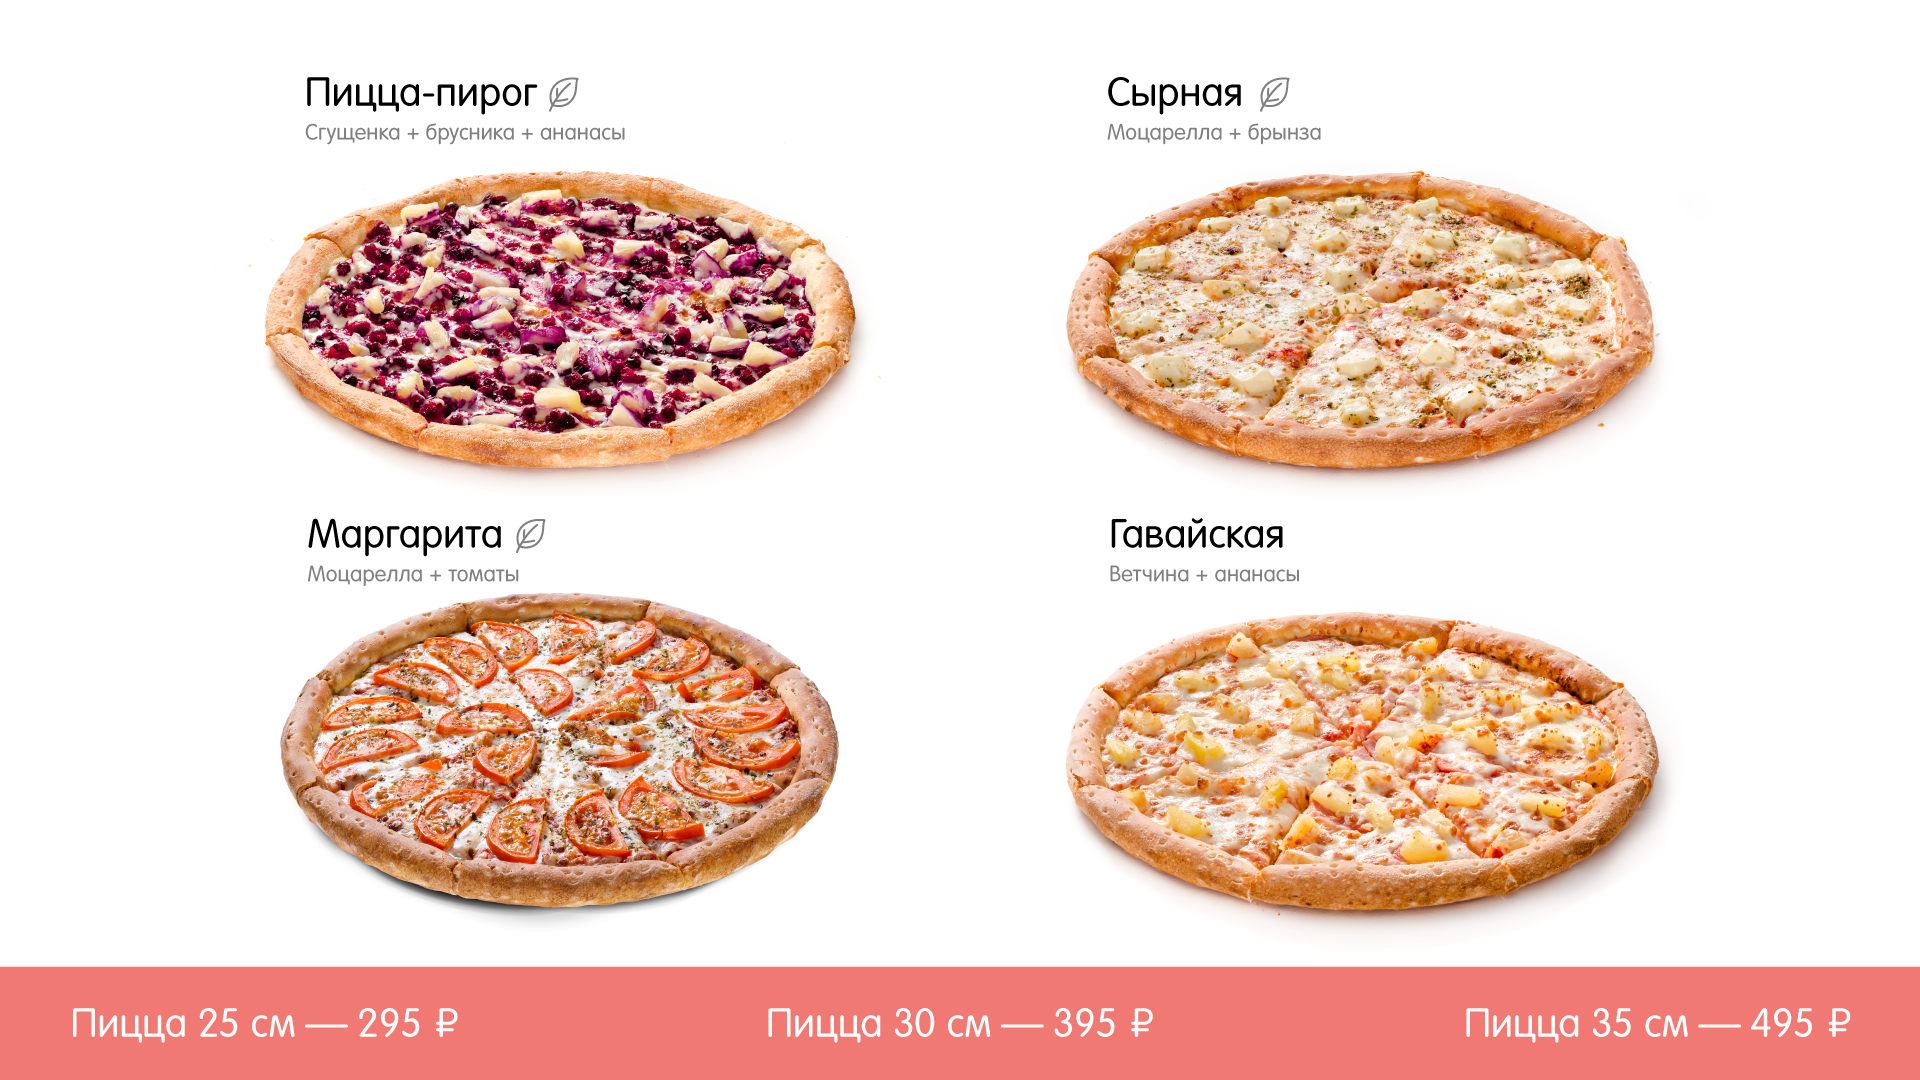 Пицца-пирог
Сгущенка + брусника + ананасы
Сырная
Моцарелла + брынза
Маргарита
Моцарелла + томаты
Гавайская
Ветчина + ананасы
Пицца 25 см — 295 ₽
Пицца 30 см — 395 ₽
Пицца 35 см — 495 ₽